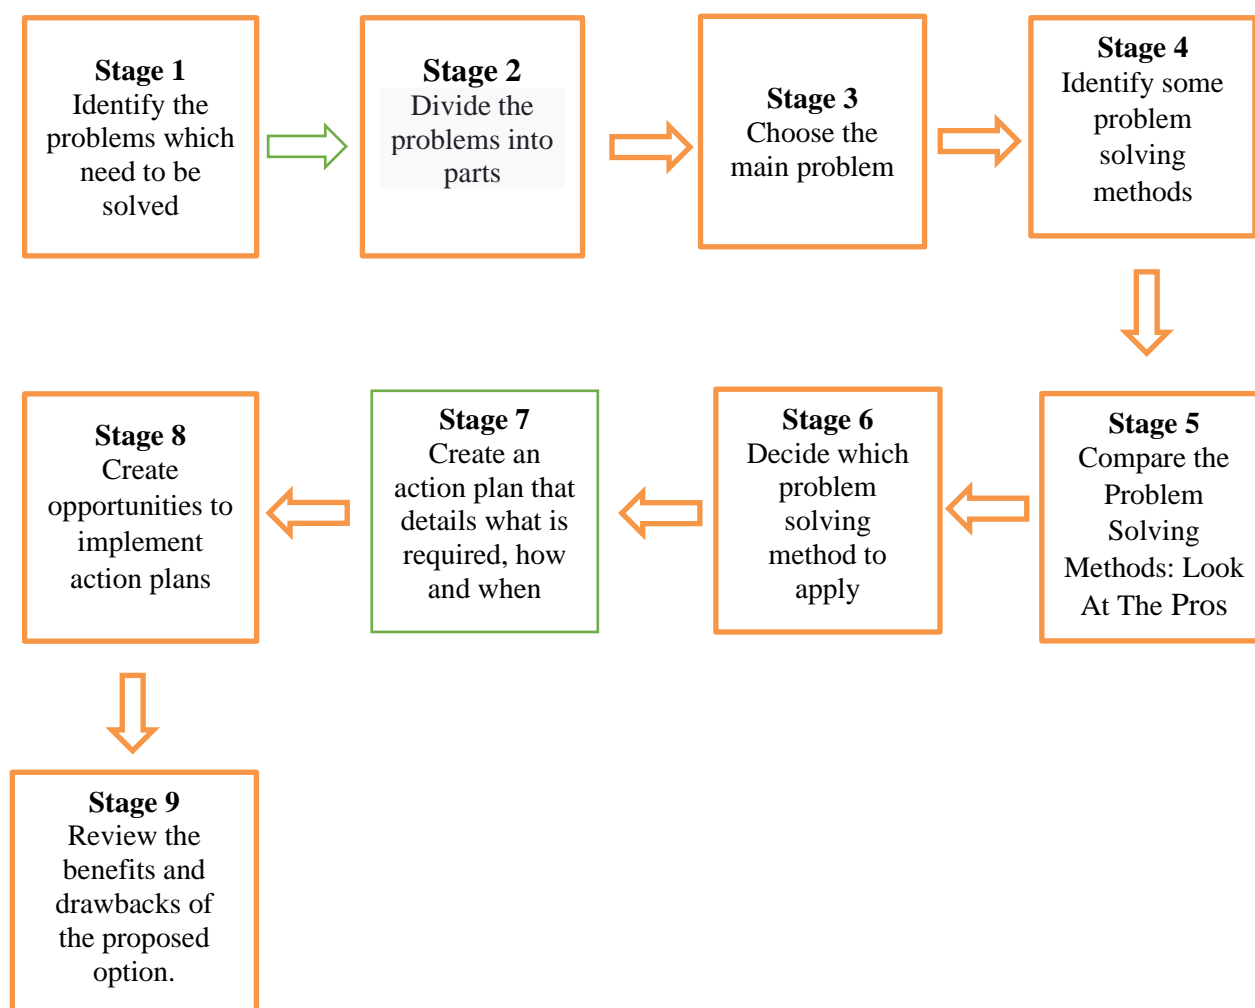 Stage 1
Identify the
problems which
need to be
solved
Stage 2
Divide the
problems into
parts
Stage 3
Choose the
main problem
Stage 4
Identify some
problem
solving
methods
Stage 5
Compare the
Problem
Solving
Methods: Look
At The Pros
Stage 6
Decide which
problem
solving
method to
apply
Stage 7
Create an
action plan that
details what is
required, how
and when
Stage 8
Create
opportunities to
implement
action plans
Stage 9
Review the
benefits and
drawbacks of
the proposed
option.